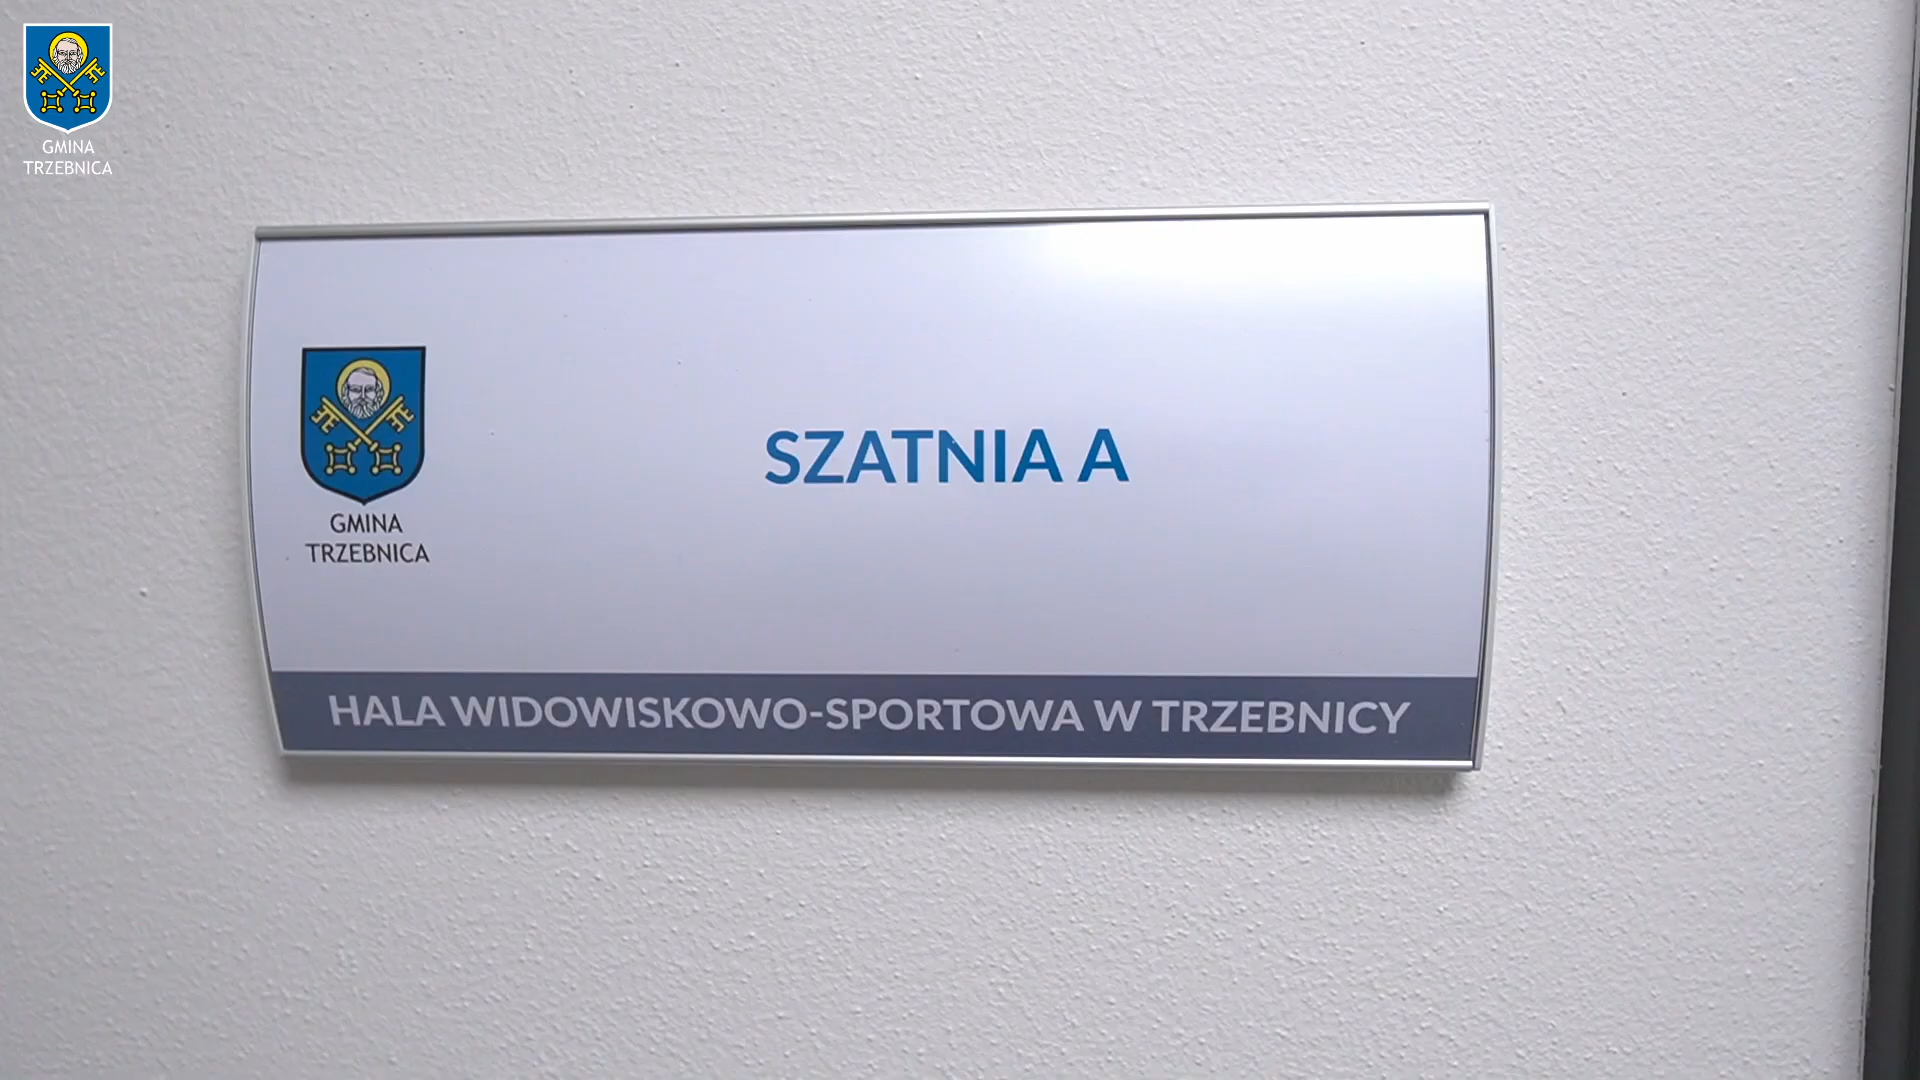 GMINA
TRZEBNICA
SZATNIA A
GMINA
TRZEBNICA
HALA WIDOWISKOWO-SPORTOWA W TRZEBNICY